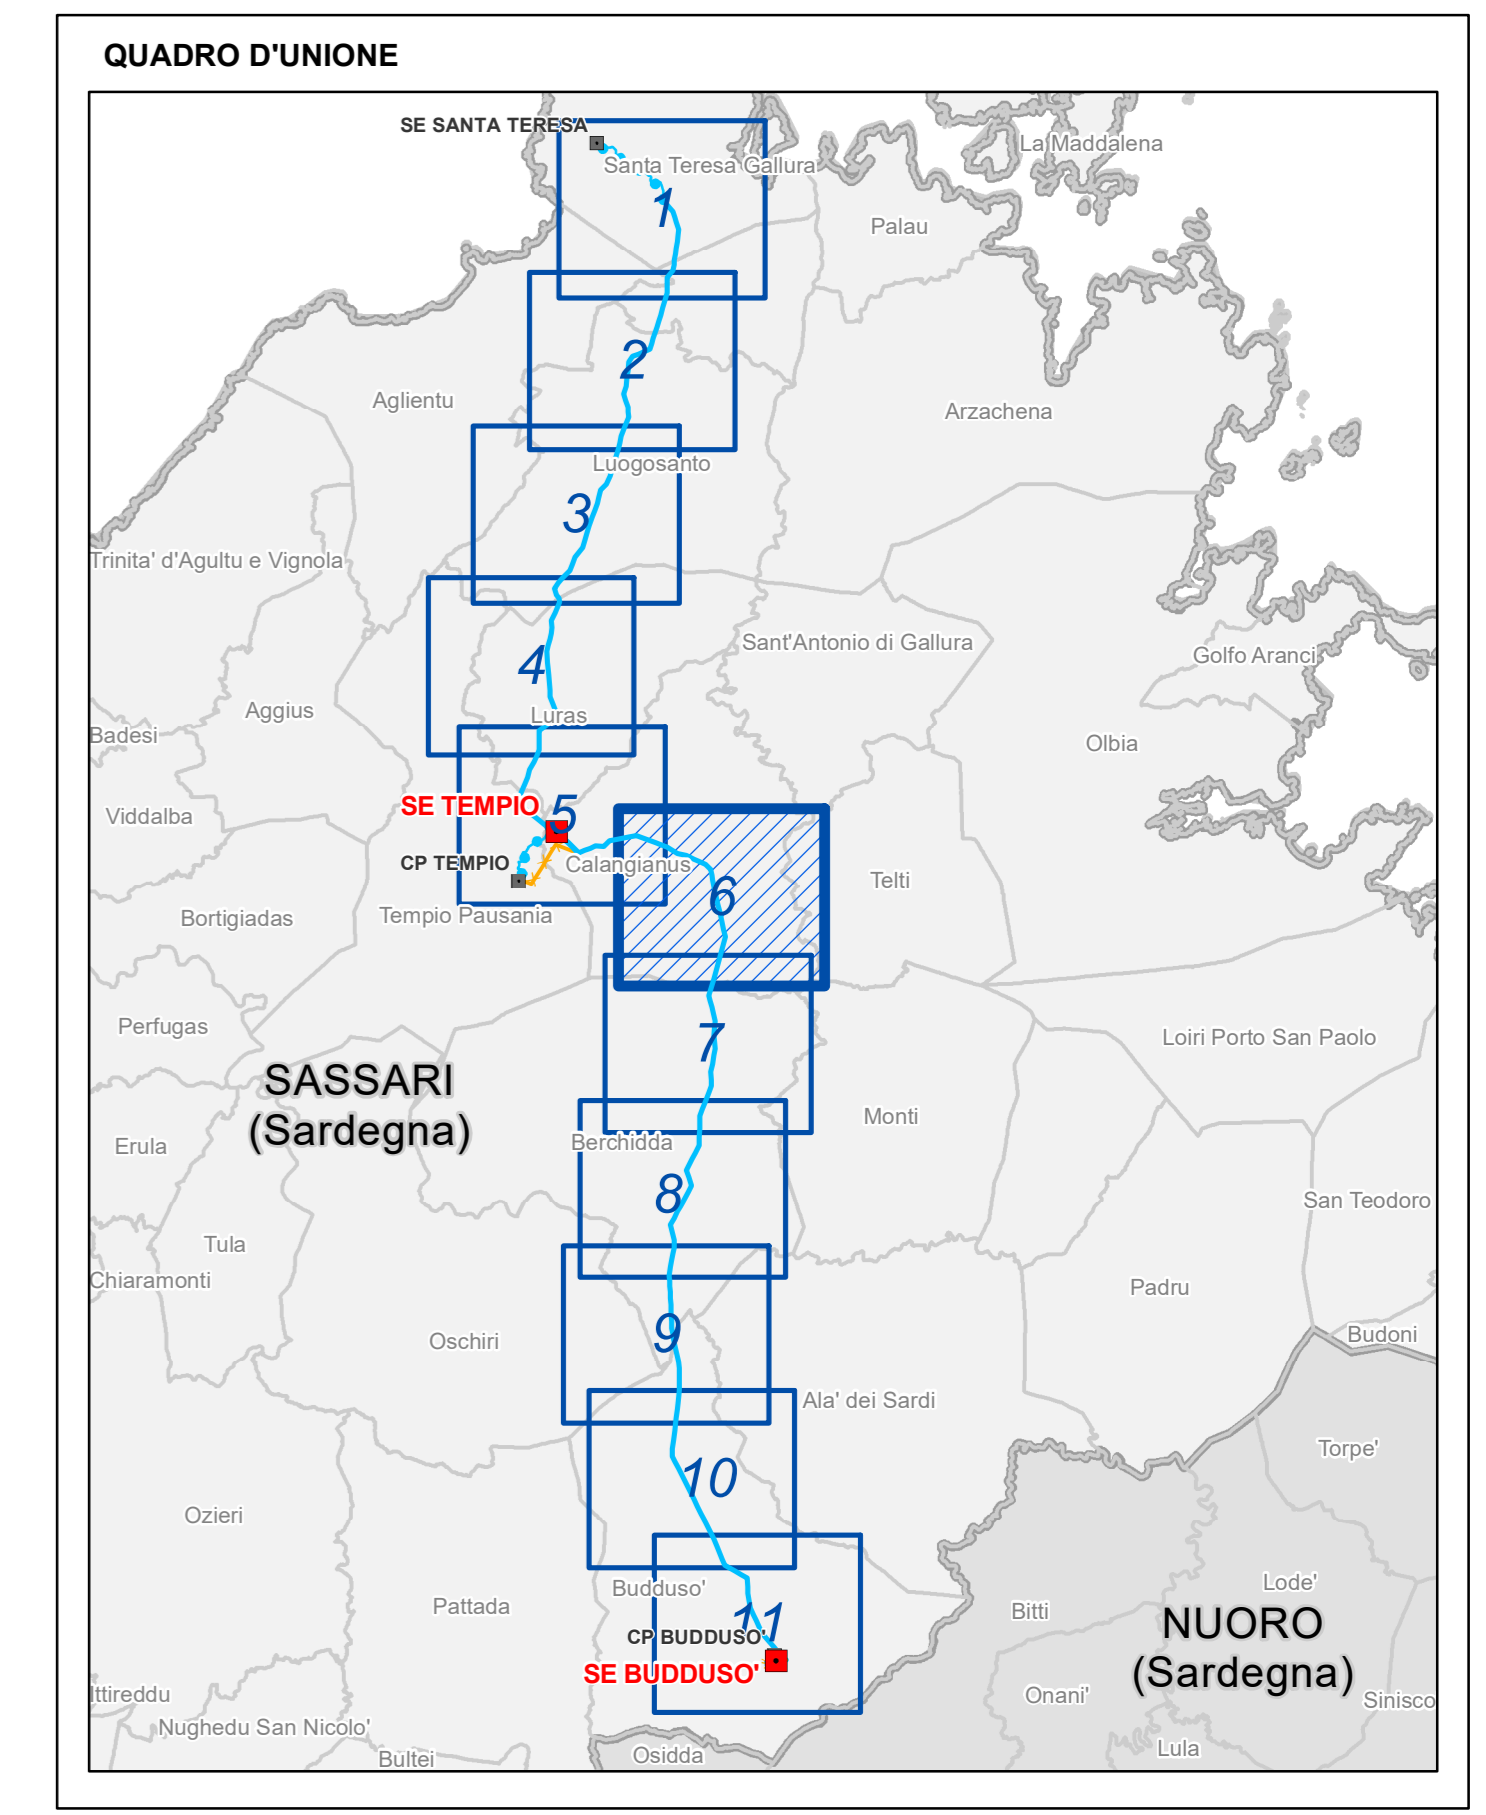 QUADRO D'UNIONE
SE SANTA TERESA
La Maddalena
Santa Teresa Gallura
1
Palau
2
Aglientu
Arzachena
Luogosanto
3
Trinita' d'Agultu e Vignola
Sant'Antonio di Gallura
Golfo Aranci
4
Aggius
Luras
Badesi
Olbia
SE TEMPIO
5
Viddalba
CP TEMPIO
Calangianus
Telti
6
Tempio Pausania
Bortigiadas
Perfugas
Loiri Porto San Paolo
7
SASSARI
(Sardegna)
Monti
Erula
Berchidda
8
San Teodoro
Tula
Chiaramonti
Padru
9
Budoni
Oschiri
Ala' dei Sardi
Torpe'
10
Ozieri
Lode'
Budduso'
Pattada
Bitti
11
NUORO
(Sardegna)
CP BUDDUSO'
SE BUDDUSO'
Ittireddu
Onani'
Sinisco
Nughedu San Nicolo'
Lula
Osidda
Bultei